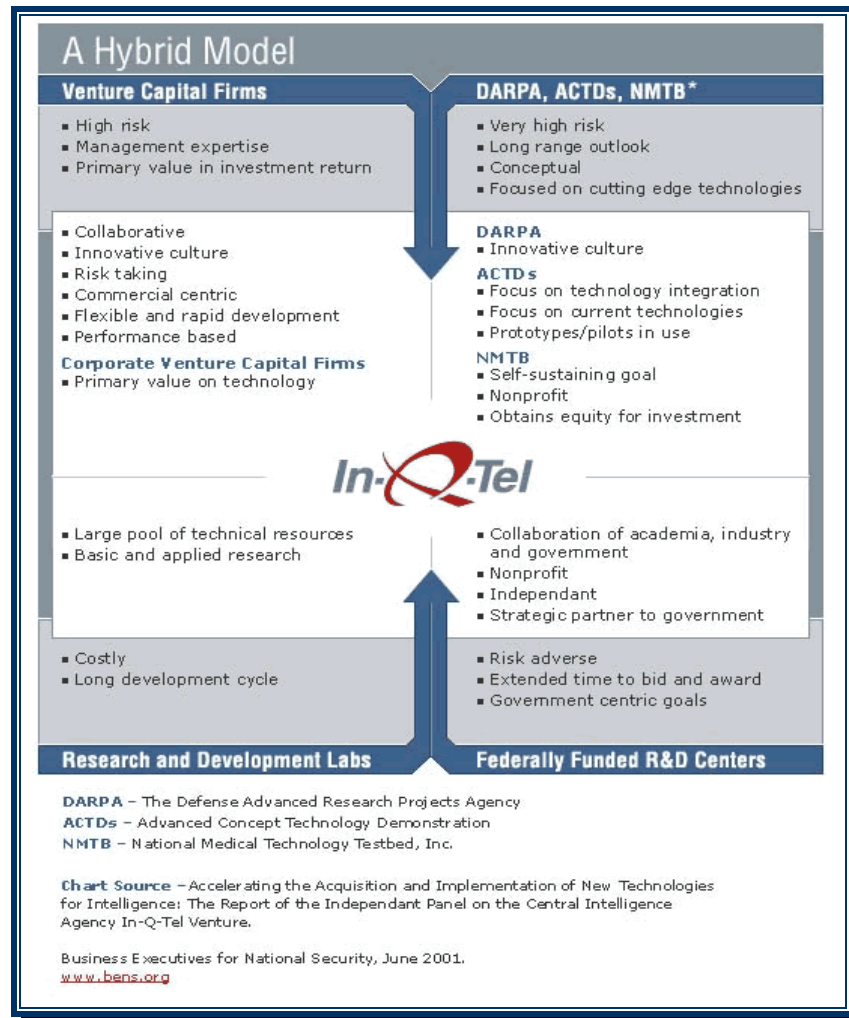 A Hybrid Model
Venture Capital Firms
▪ High risk
▪ Management expertise
▪ Primary value in investment return
▪ Collaborative
▪ Innovative culture
▪ Risk taking
▪ Commercial centric
▪ Flexible and rapid development
▪ Performance based
Corporate Venture Capital Firms
▪ Primary value on technology
DARPA, ACTDs, NMTB*
▪ Very high risk
▪ Long range outlook
▪ Conceptual
▪ Focused on cutting edge technologies
DARPA
▪ Innovative culture
ACTDs
▪ Focus on technology integration
▪ Focus on current technologies
▪ Prototypes/pilots in use
NMTB
▪ Self-sustaining goal
▪ Nonprofit
▪ Obtains equity for investment
In-Q-Tel
▪ Large pool of technical resources
▪ Basic and applied research
▪ Costly
▪ Long development cycle
Research and Development Labs
▪ Collaboration of academia, industry
and government
▪ Nonprofit
▪ Independant
▪ Strategic partner to government
▪ Risk adverse
▪ Extended time to bid and award
▪ Government centric goals
Federally Funded R&D Centers
DARPA – The Defense Advanced Research Projects Agency
ACTDs – Advanced Concept Technology Demonstration
NMTB – National Medical Technology Testbed, Inc.
Chart Source –Accelerating the Acquisition and Implementation of New Technologies
for Intelligence: The Report of the Independant Panel on the Central Intelligence
Agency In-Q-Tel Venture.
Business Executives for National Security, June 2001.
www.bens.org